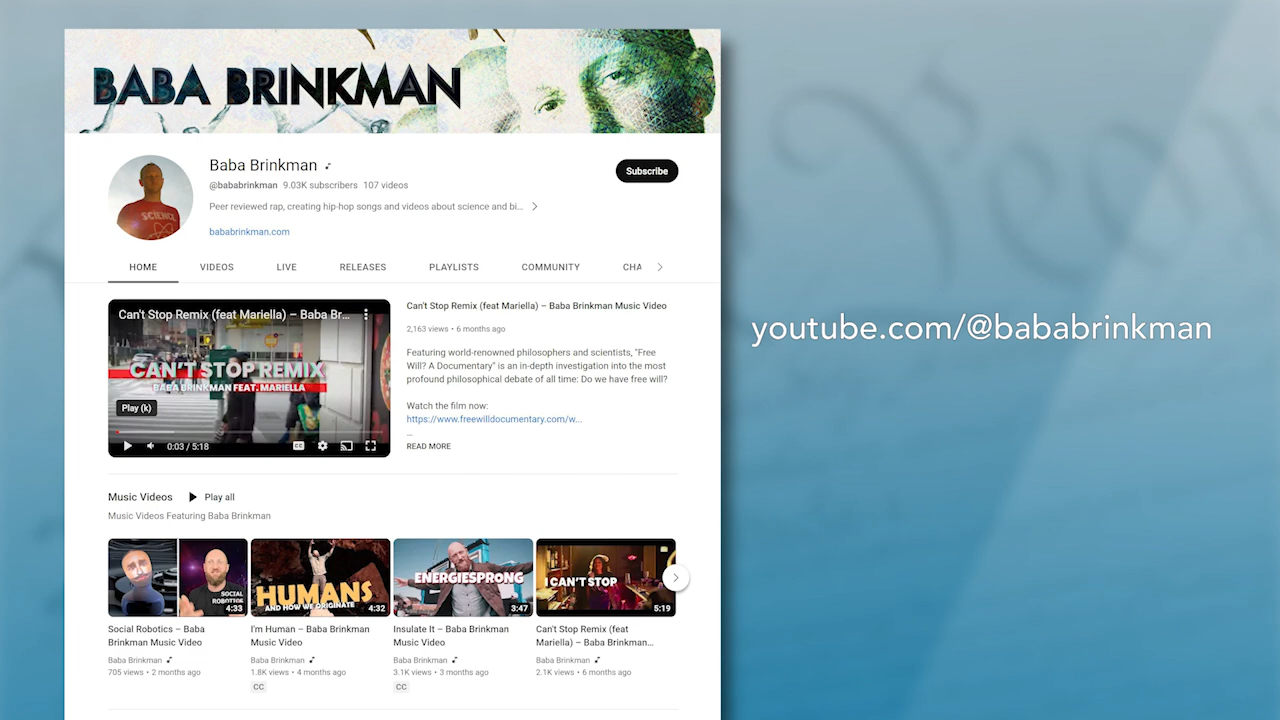 BABA BRINKMAN
Baba Brinkman
@bababrinkman 9.03K subscribers 107 videos
Subscribe
Peer reviewed rap, creating hip-hop songs and videos about science and bi...
bababrinkman.com
HOME VIDEOS LIVE RELEASES PLAYLISTS COMMUNITY CHA
Can't Stop Remix (feat Mariella) – Baba Br...
CAN'T STOP REMIX
BABA BRINKMAN FEAT. MARIELLA
Play (k)
0:03 / 5:18
CC
Can't Stop Remix (feat Mariella) – Baba Brinkman Music Video
2,163 views • 6 months ago
Featuring world-renowned philosophers and scientists, "Free
Will? A Documentary" is an in-depth investigation into the most
profound philosophical debate of all time: Do we have free will?
Watch the film now:
https://www.freewilldocumentary.com/w...
...
READ MORE
youtube.com/@bababrinkman
Music Videos Play all
Music Videos Featuring Baba Brinkman
SOCIAL
ROBOTICS
4:33
HUMANS
AND HOW WE ORIGINATE
4:32
ENERGIESPRONG
3:47
I CAN'T STOP
5:19
Social Robotics – Baba
Brinkman Music Video
Baba Brinkman
705 views • 2 months ago
I'm Human – Baba Brinkman
Music Video
Baba Brinkman
1.8K views • 4 months ago
CC
Insulate It – Baba Brinkman
Music Video
Baba Brinkman
3.1K views • 3 months ago
CC
Can't Stop Remix (feat
Mariella) – Baba Brinkman...
Baba Brinkman
2.1K views • 6 months ago
SCIENCE